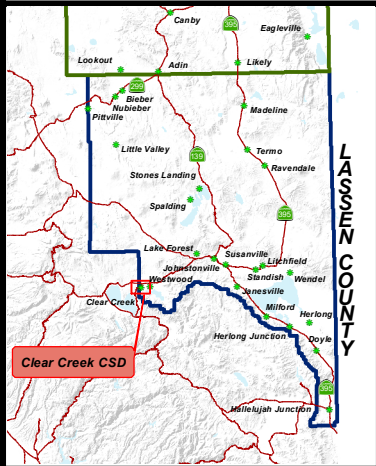 Canby
395
Eagleville
Lookout
Adin
Likely
299
Bieber
Nubieber
Pittville
Madeline
Little Valley
139
Termo
Ravendale
Stones Landing
Spalding
395
LASSEN COUNTY
Lake Forest
Susanville
Litchfield
Johnstonville
Standish
Wendel
Westwood
Janesville
Clear Creek
Milford
Herlong
Herlong Junction
Doyle
Clear Creek CSD
395
Hallelujah Junction